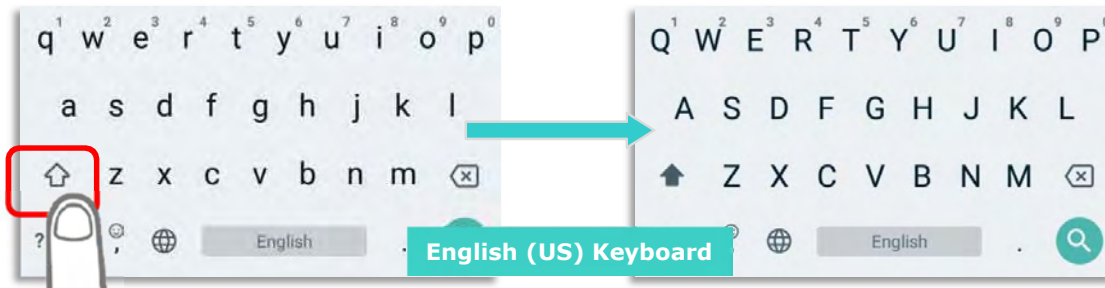 1 2 3 4 5 6 7 8 9 0
q w e r t y u i o p
a s d f g h j k l
z x c v b n m
? , English .
1 2 3 4 5 6 7 8 9
Q W E R T Y U I O P
A S D F G H J K L
Z X C V B N M
English .
English (US) Keyboard